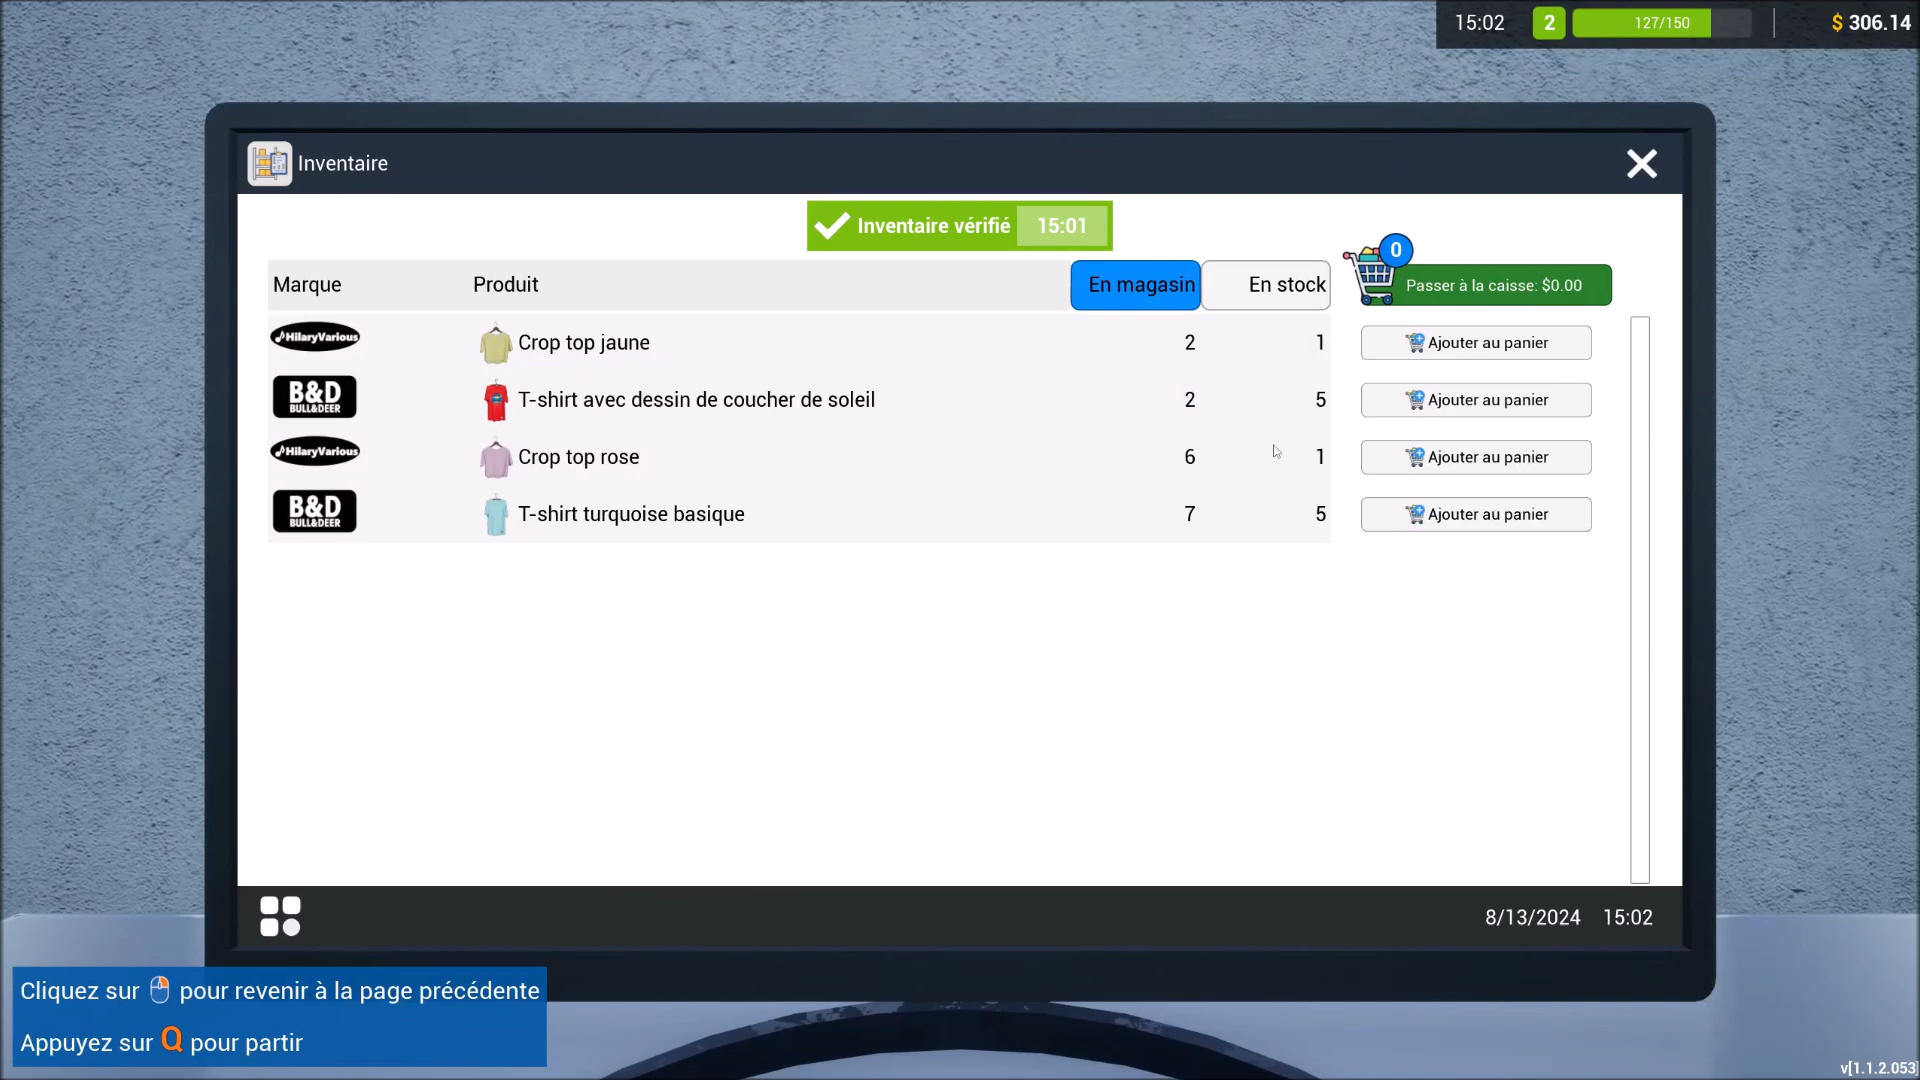 15:02 2 127/150 $ 306.14
Inventaire
Inventaire vérifié 15:01
0
Marque Produit En magasin En stock Passer à la caisse: $0.00
HilaryVarious Crop top jaune 2 1 Ajouter au panier
B&D
BULL&DEER
T-shirt avec dessin de coucher de soleil 2 5 Ajouter au panier
HilaryVarious Crop top rose 6 1 Ajouter au panier
B&D
BULL&DEER
T-shirt turquoise basique 7 5 Ajouter au panier
8/13/2024 15:02
Cliquez sur pour revenir à la page précédente
Appuyez sur Q pour partir
v[1.1.2.053]